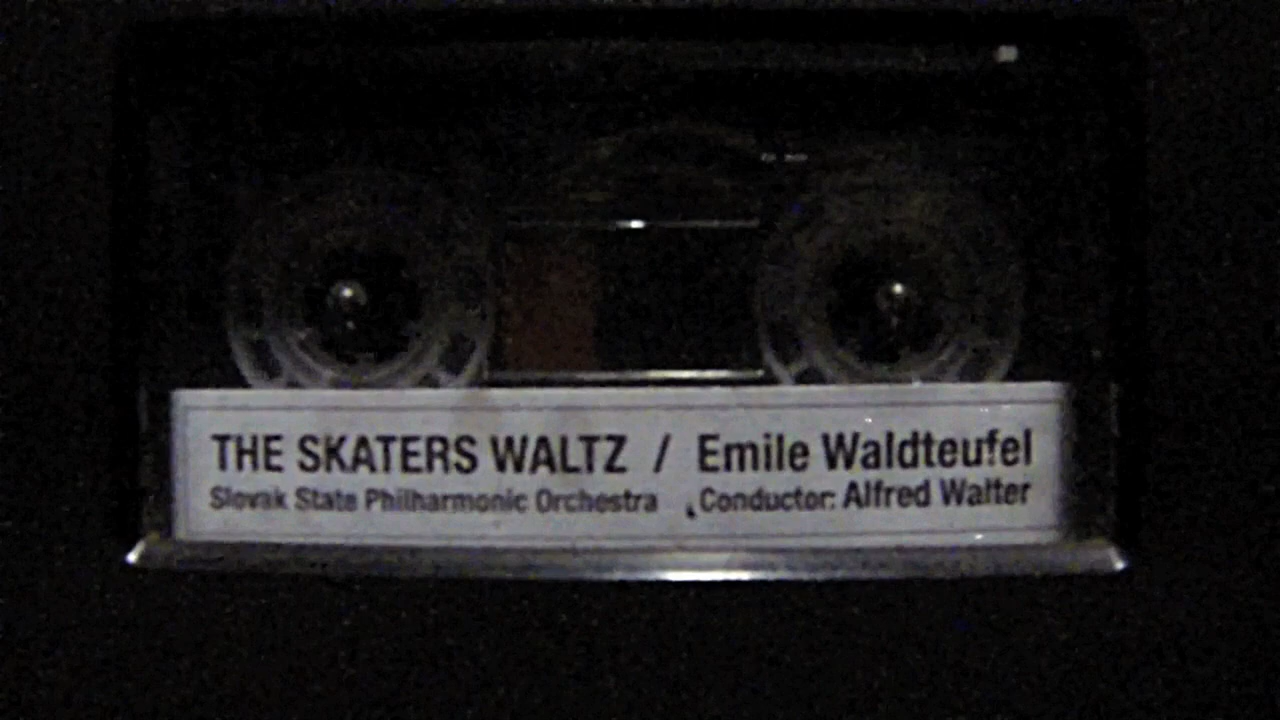 THE SKATERS WALTZ / Emile Waldteufel
Slovak State Philharmonic Orchestra Conductor: Alfred Walter